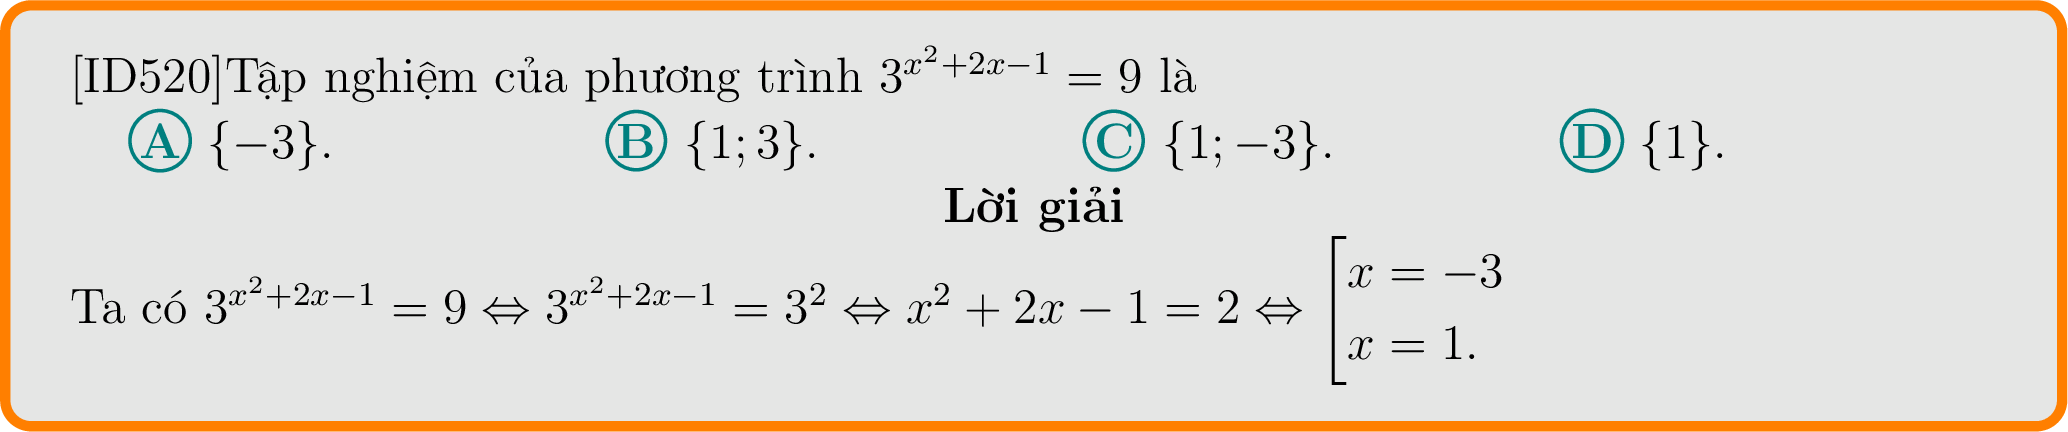 [ID520]Tập nghiệm của phương trình $3^{x^2+2x-1} = 9$ là
A $\{-3\}$. B $\{1; 3\}$. C $\{1; -3\}$. D $\{1\}$.
Lời giải
Ta có $3^{x^2+2x-1} = 9 \Leftrightarrow 3^{x^2+2x-1} = 3^2 \Leftrightarrow x^2 + 2x - 1 = 2 \Leftrightarrow \left[\begin{array}{l} x = -3 \\ x = 1. \end{array}\right.$